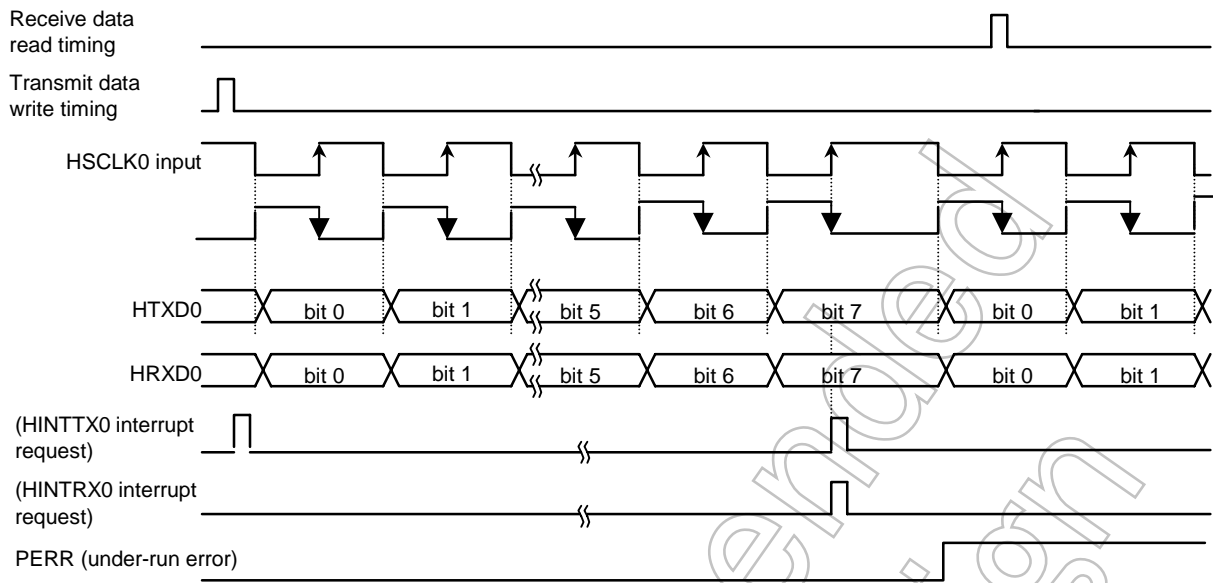 Receive data
read timing
Transmit data
write timing
HSCLK0 input
HTXD0 bit 0 bit 1 bit 5 bit 6 bit 7 bit 0 bit 1
HRXD0 bit 0 bit 1 bit 5 bit 6 bit 7 bit 0 bit 1
(HINTTX0 interrupt
request)
(HINTRX0 interrupt
request)
PERR (under-run error)
ended
sign